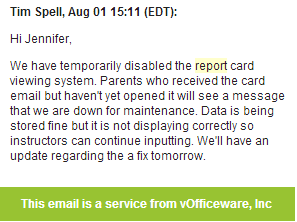 Tim Spell, Aug 01 15:11 (EDT):
Hi Jennifer,
We have temporarily disabled the report card
viewing system. Parents who received the card
email but haven't yet opened it will see a message
that we are down for maintenance. Data is being
stored fine but it is not displaying correctly so
instructors can continue inputting. We'll have an
update regarding the a fix tomorrow.
This email is a service from vOfficeware, Inc